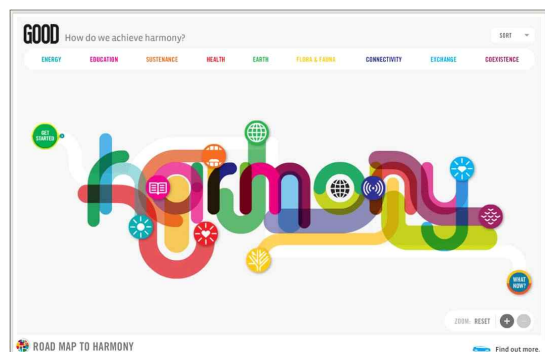 GOOD How do we achieve harmony?
SORT
ENERGY EDUCATION SUSTENANCE HEALTH EARTH FLORA & FAUNA CONNECTIVITY EXCHANGE COEXISTENCE
GET STARTED
harmony
WHAT NOW?
ZOOM: RESET + -
ROAD MAP TO HARMONY
Find out more.